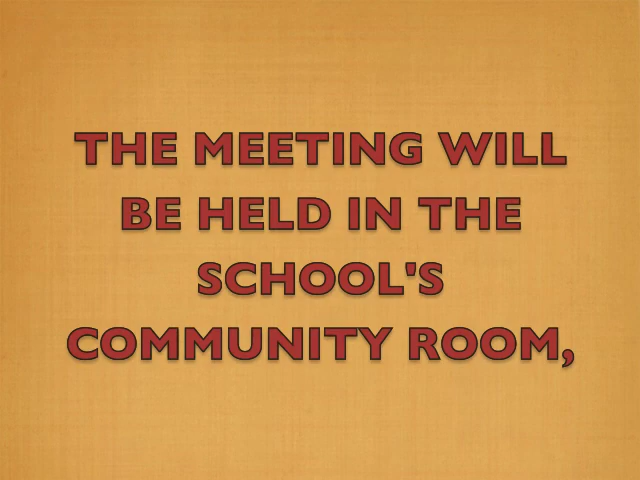 THE MEETING WILL
BE HELD IN THE
SCHOOL'S
COMMUNITY ROOM,